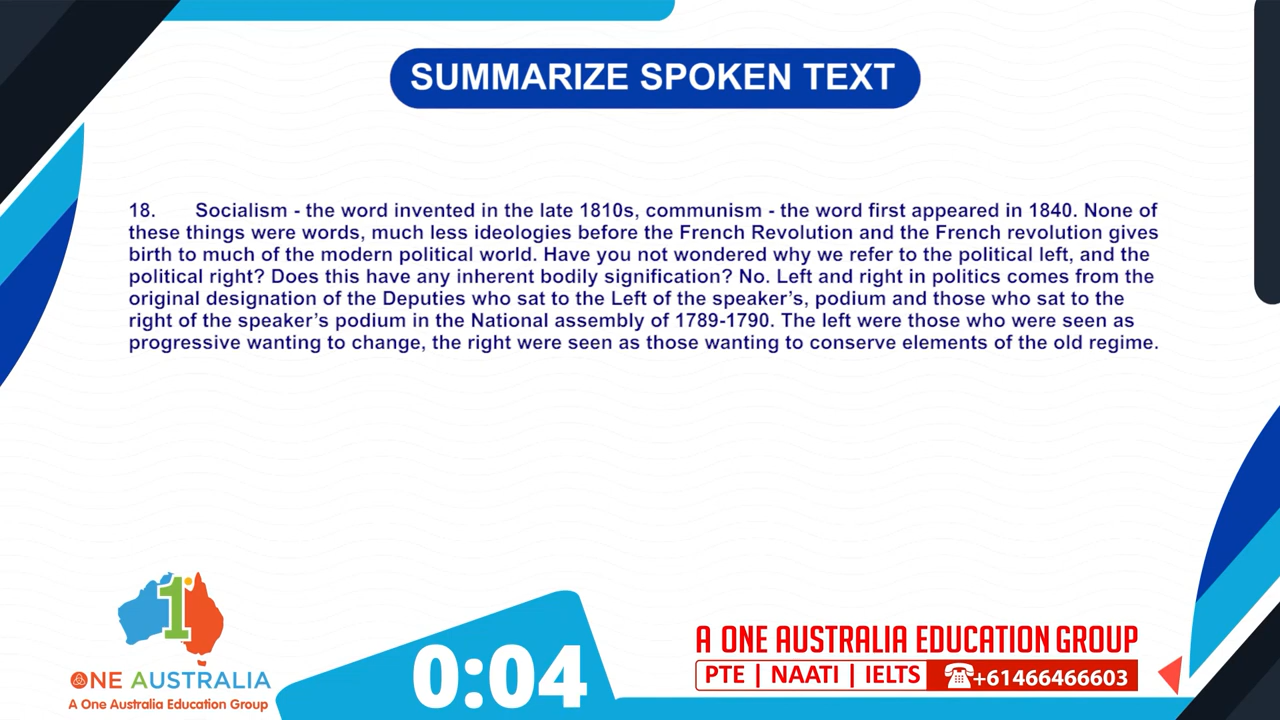 SUMMARIZE SPOKEN TEXT
18. Socialism - the word invented in the late 1810s, communism - the word first appeared in 1840. None of
these things were words, much less ideologies before the French Revolution and the French revolution gives
birth to much of the modern political world. Have you not wondered why we refer to the political left, and the
political right? Does this have any inherent bodily signification? No. Left and right in politics comes from the
original designation of the Deputies who sat to the Left of the speaker's, podium and those who sat to the
right of the speaker's podium in the National assembly of 1789-1790. The left were those who were seen as
progressive wanting to change, the right were seen as those wanting to conserve elements of the old regime.
1
ONE AUSTRALIA
A One Australia Education Group
0:04
A ONE AUSTRALIA EDUCATION GROUP
PTE | NAATI | IELTS +61466466603